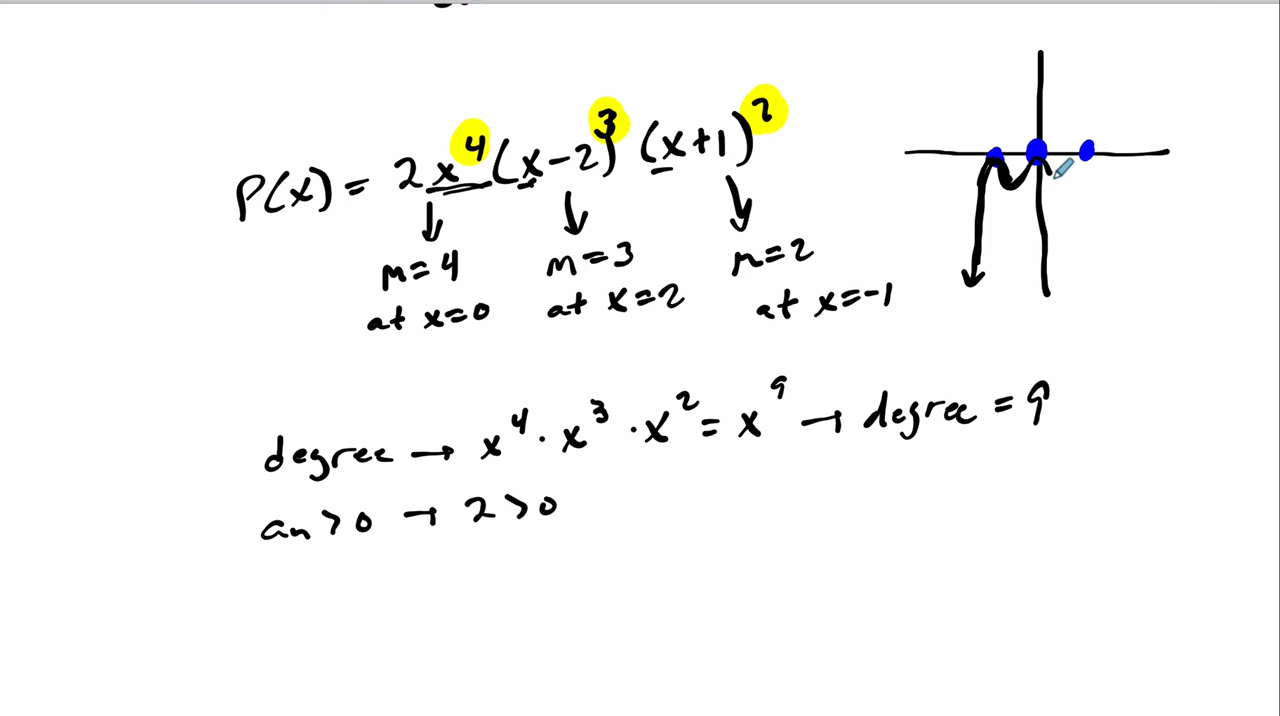 P(x) = 2x⁴(x-2)³(x+1)²
m=4 m=3 m=2
at x=0 at x=2 at x=-1
degree → x⁴·x³·x² = x⁹ → degree = 9
an>0 → 2>0